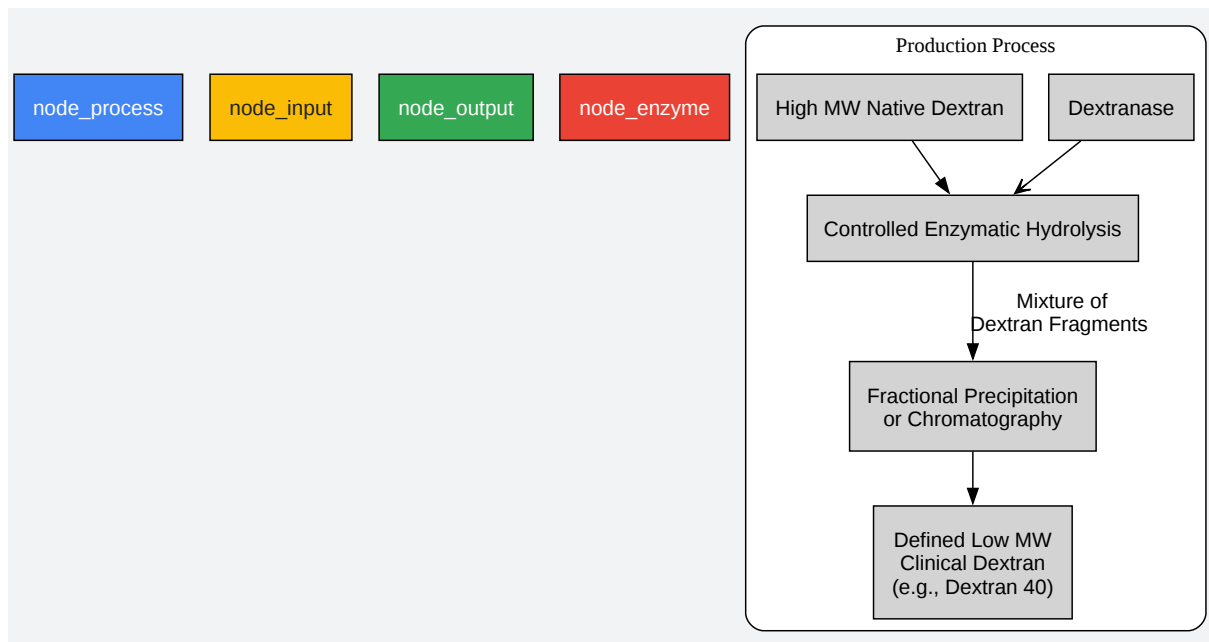 Production Process
node_process
node_input
node_output
node_enzyme
High MW Native Dextran
Dextranase
Controlled Enzymatic Hydrolysis
Mixture of
Dextran Fragments
Fractional Precipitation
or Chromatography
Defined Low MW
Clinical Dextran
(e.g., Dextran 40)